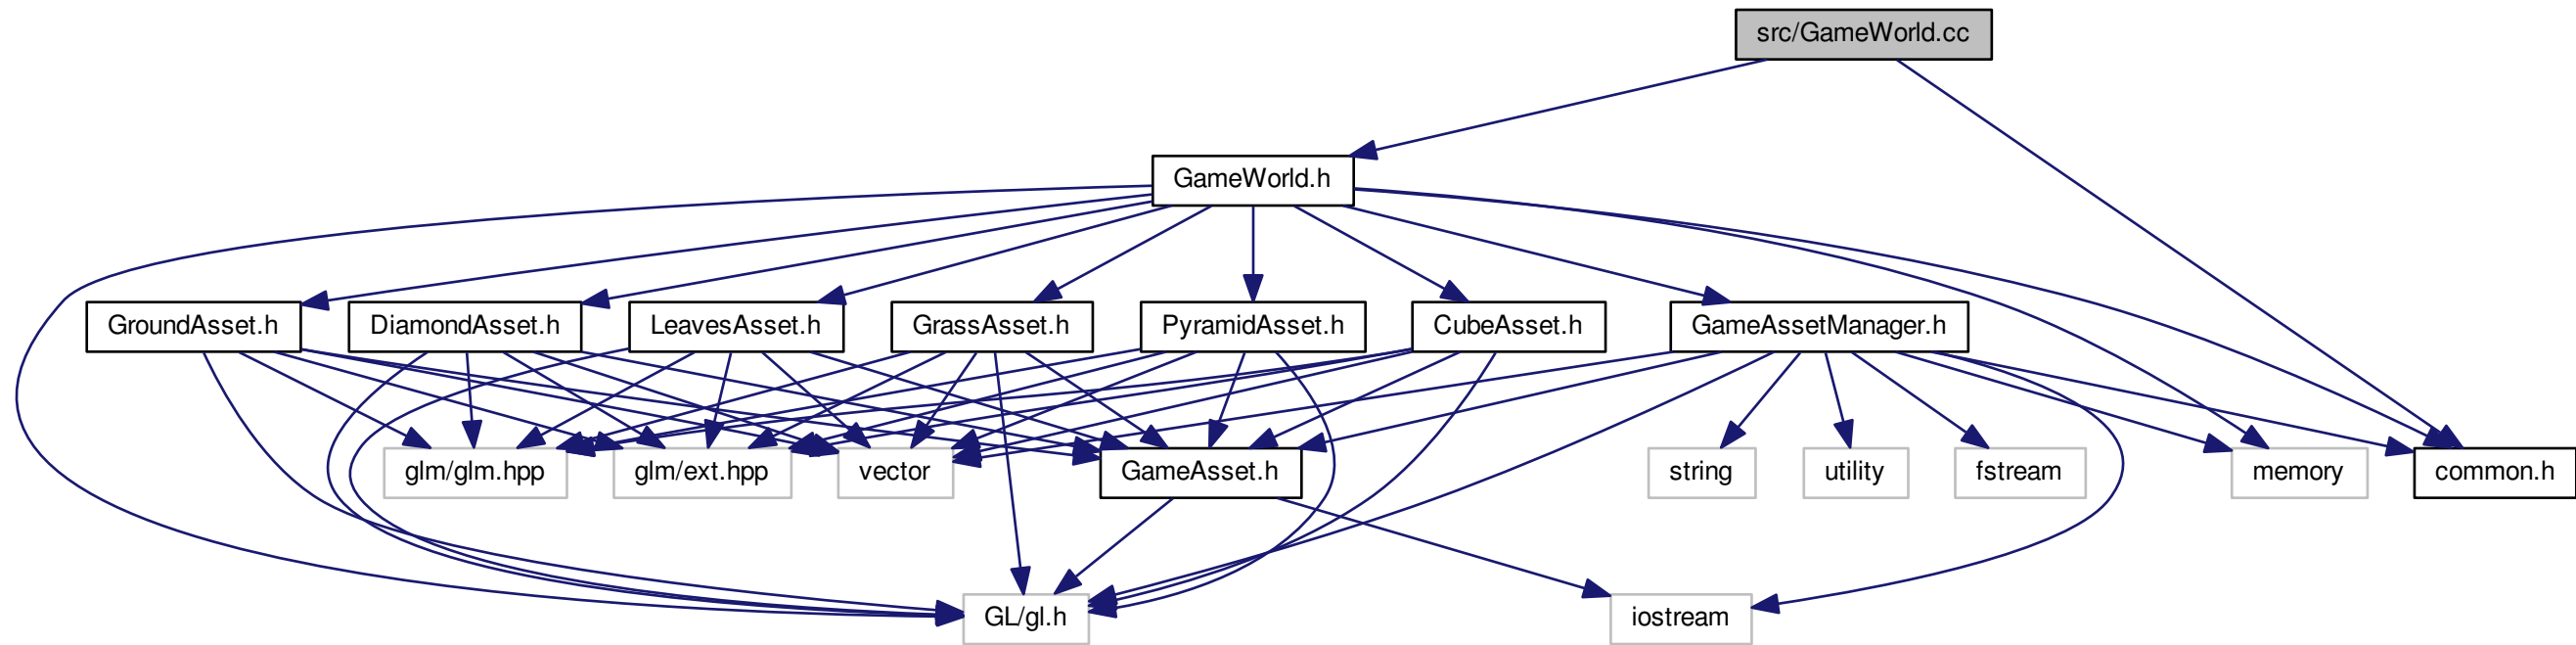 src/GameWorld.cc
GameWorld.h
GroundAsset.h
DiamondAsset.h
LeavesAsset.h
GrassAsset.h
PyramidAsset.h
CubeAsset.h
GameAssetManager.h
glm/glm.hpp
glm/ext.hpp
vector
GameAsset.h
string
utility
fstream
memory
common.h
GL/gl.h
iostream